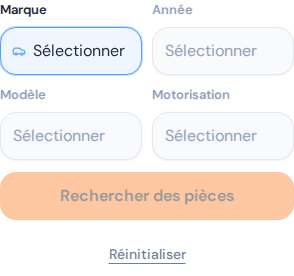 Marque
Année
Sélectionner
Sélectionner
Modèle
Motorisation
Sélectionner
Sélectionner
Rechercher des pièces
Réinitialiser